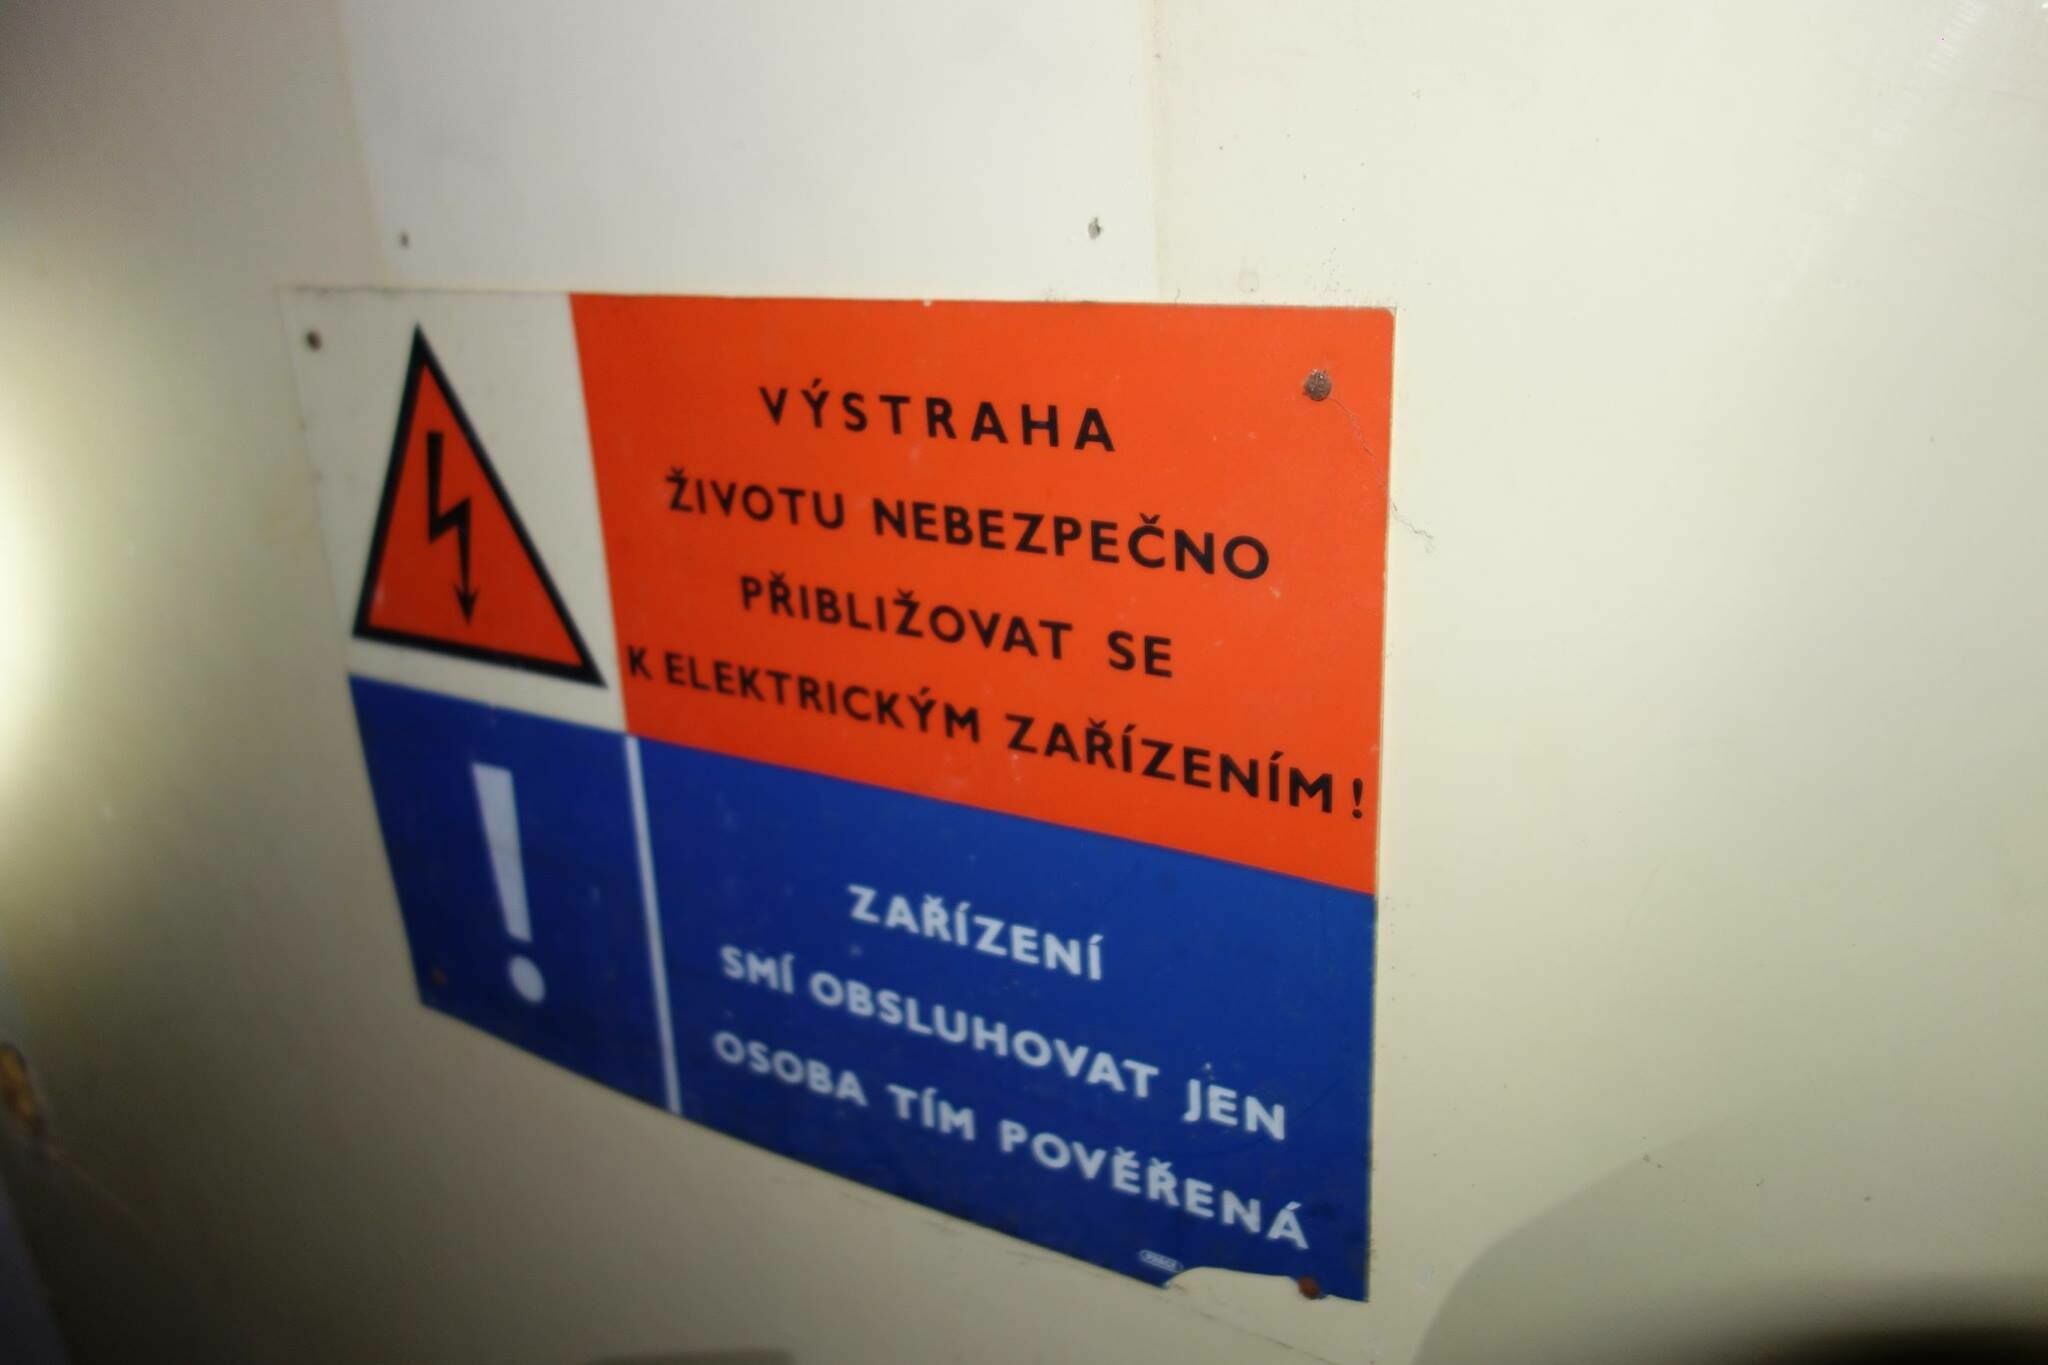 VÝSTRAHA
ŽIVOTU NEBEZPEČNO
PŘIBLIŽOVAT SE
K ELEKTRICKÝM ZAŘÍZENÍM!
!
ZAŘÍZENÍ
SMÍ OBSLUHOVAT JEN
OSOBA TÍM POVĚŘENÁ